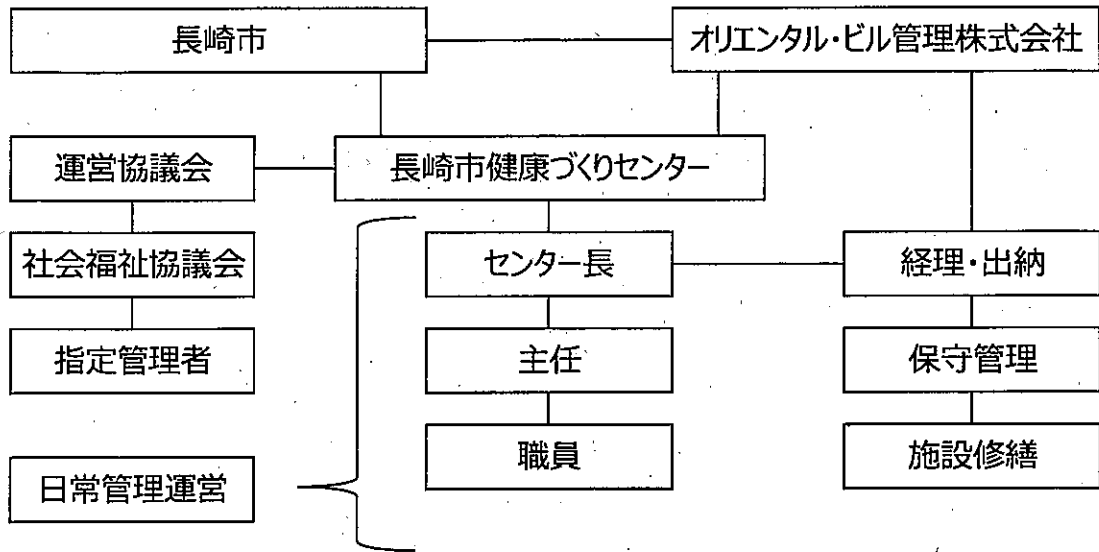 長崎市
オリエンタル・ビル管理株式会社
運営協議会
長崎市健康づくりセンター
社会福祉協議会
センター長
経理・出納
指定管理者
主任
保守管理
職員
施設修繕
日常管理運営